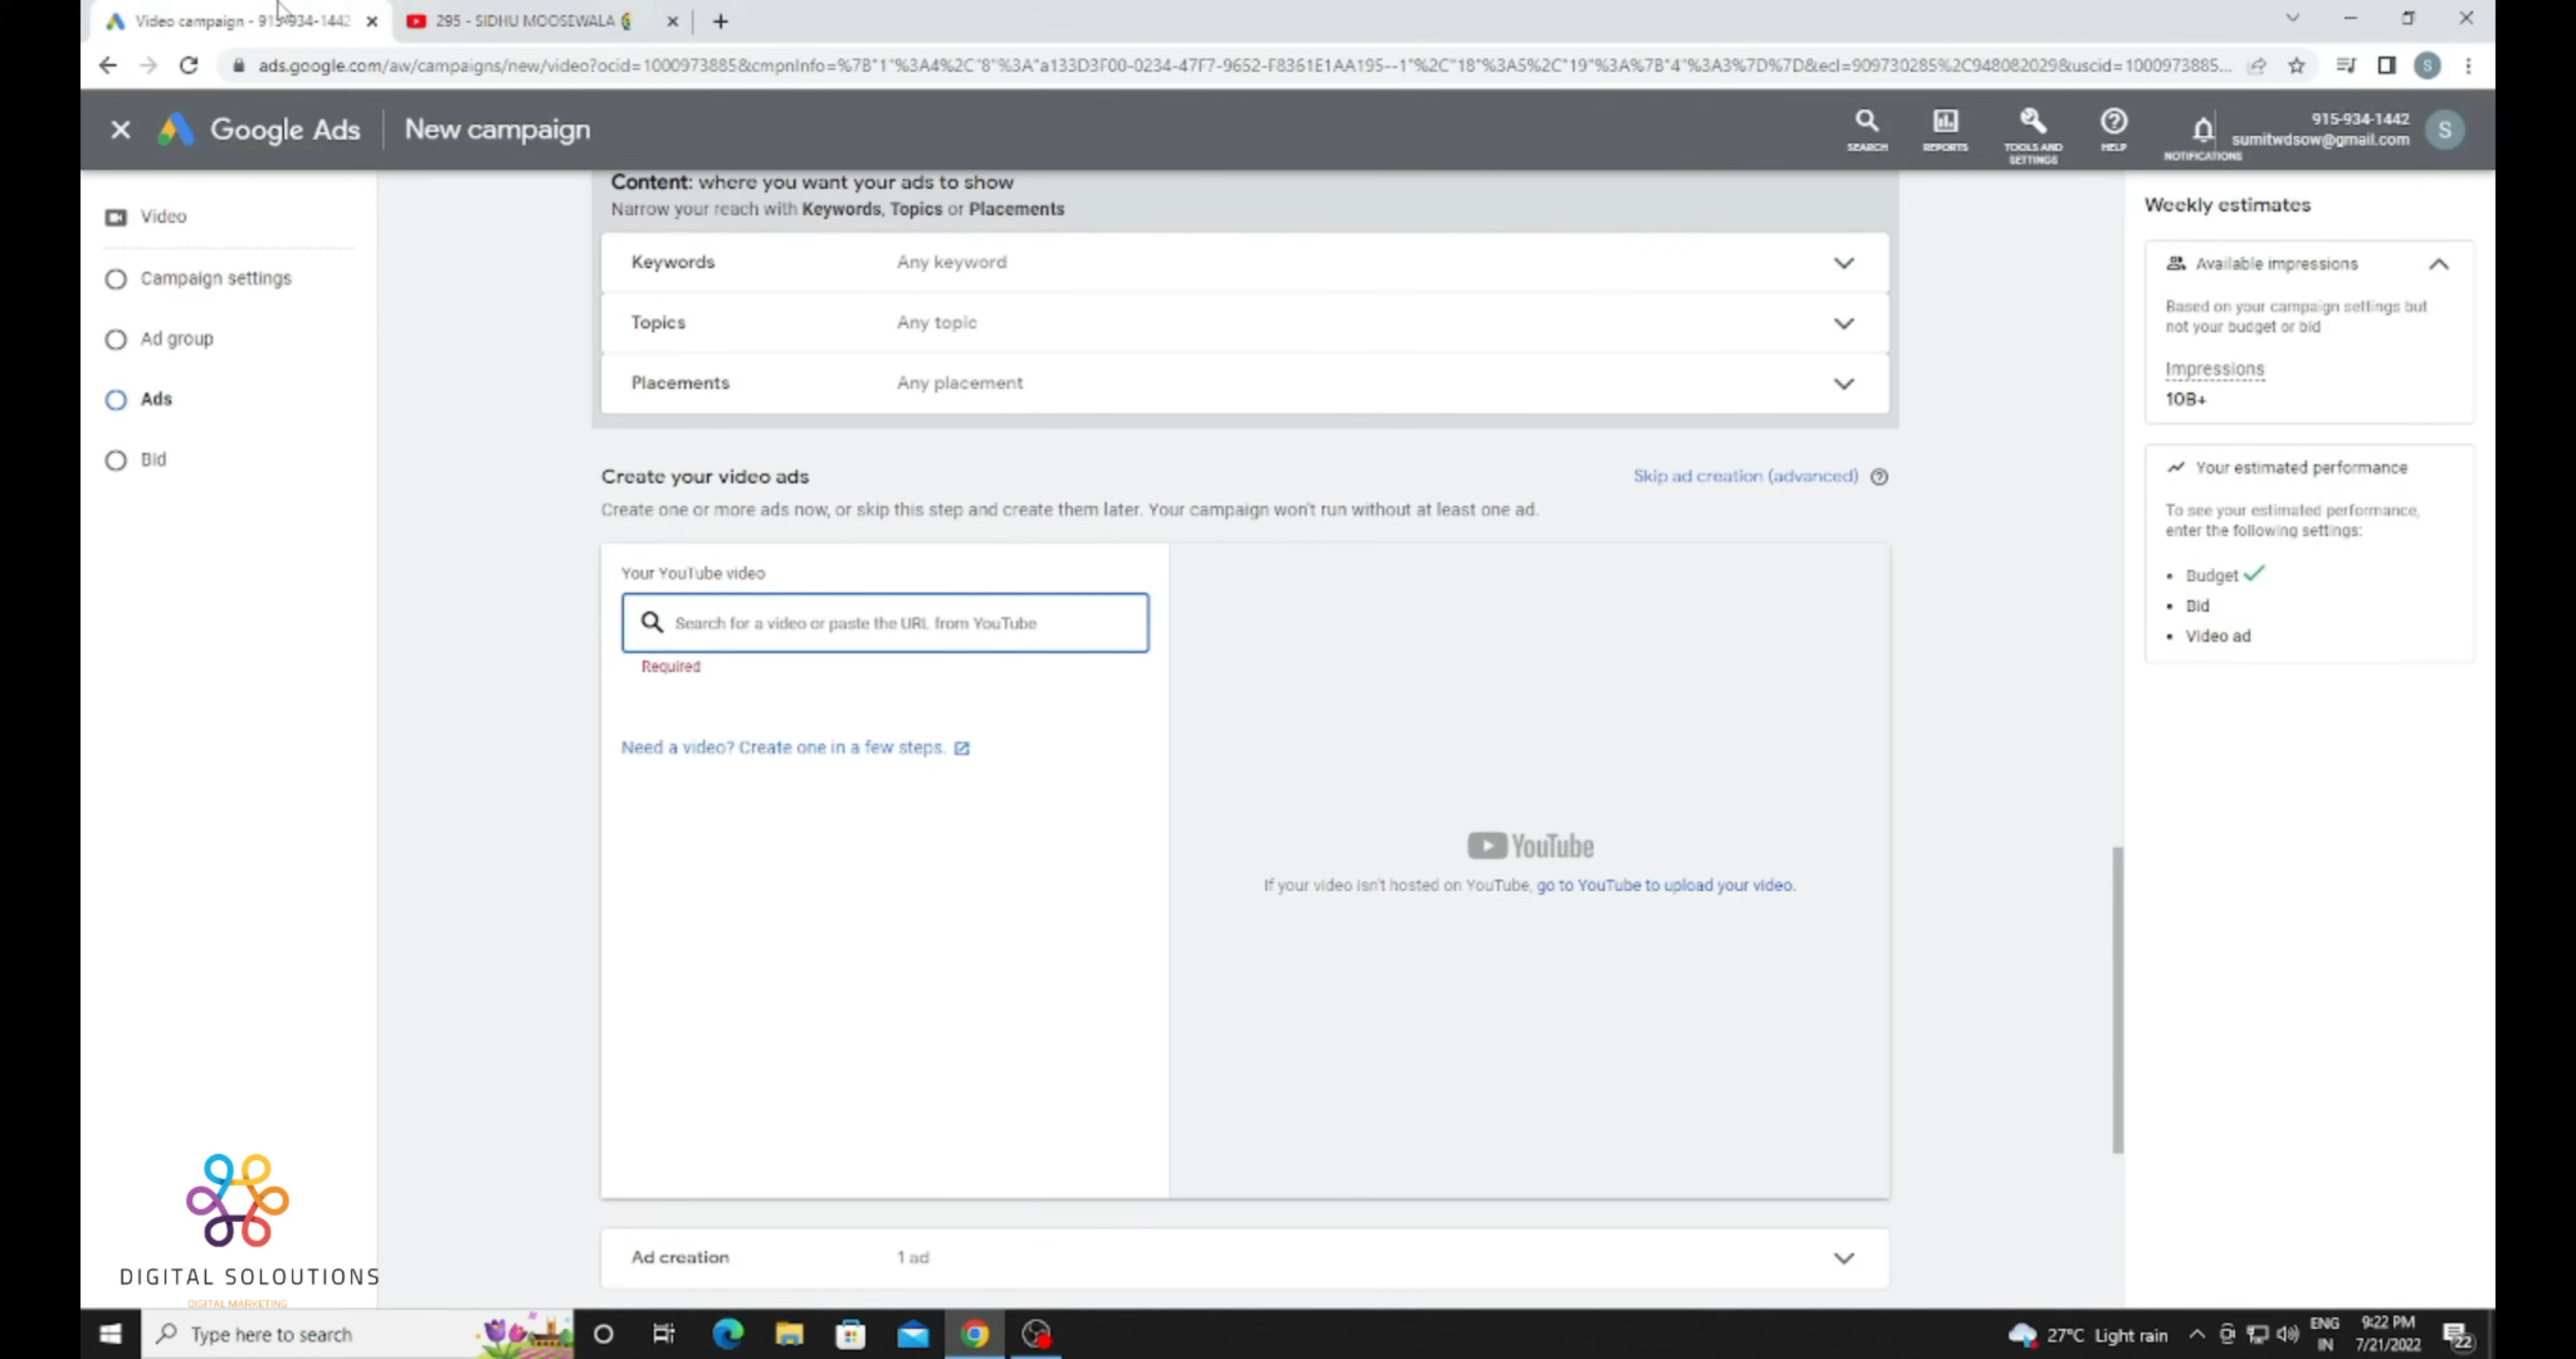 Video campaign - 915-934-1442
295 - SIDHU MOOSEWALA
ads.google.com/aw/campaigns/new/video?ocid=1000973885&cmpnInfo=%7B"1"%3A4%2C"8"%3A"a133D3F00-0234-47F7-9652-F8361E1AA195--1"%2C"18"%3A5%2C"19"%3A%7B"4"%3A3%7D%7D&ecl=909730285%2C948082029&uscid=1000973885...
S
Google Ads
New campaign
SEARCH
REPORTS
TOOLS AND SETTINGS
HELP
NOTIFICATIONS
915-934-1442
sumitwdsow@gmail.com
S
Video
Campaign settings
Ad group
Ads
Bid
Content: where you want your ads to show
Narrow your reach with Keywords, Topics or Placements
Keywords Any keyword
Topics Any topic
Placements Any placement
Create your video ads
Skip ad creation (advanced)
Create one or more ads now, or skip this step and create them later. Your campaign won't run without at least one ad.
Your YouTube video
Search for a video or paste the URL from YouTube
Required
Need a video? Create one in a few steps.
YouTube
If your video isn't hosted on YouTube, go to YouTube to upload your video.
Ad creation 1 ad
Weekly estimates
Available impressions
Based on your campaign settings but
not your budget or bid
Impressions
10B+
Your estimated performance
To see your estimated performance,
enter the following settings:
• Budget
• Bid
• Video ad
DIGITAL SOLOUTIONS
DIGITAL MARKETING
Type here to search
27°C Light rain
ENG
IN
9:22 PM
7/21/2022
22